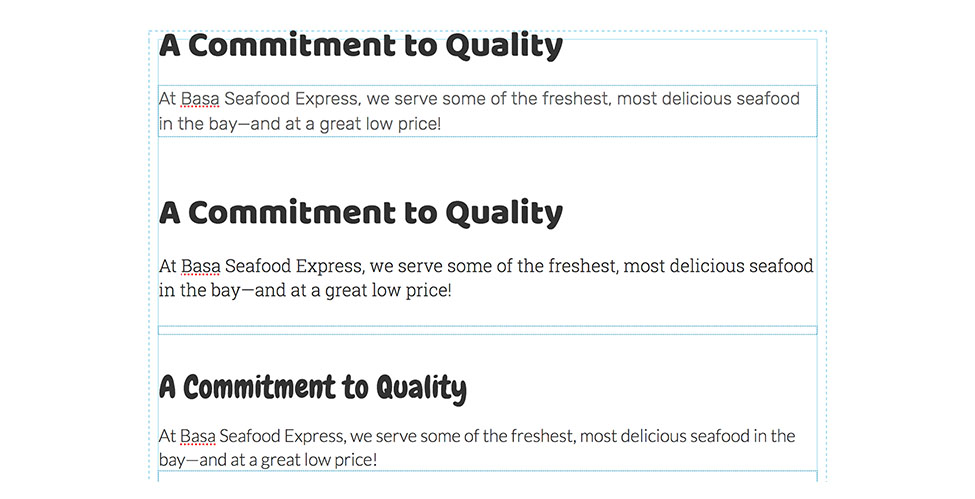 A Commitment to Quality
At Basa Seafood Express, we serve some of the freshest, most delicious seafood
in the bay—and at a great low price!
A Commitment to Quality
At Basa Seafood Express, we serve some of the freshest, most delicious seafood
in the bay—and at a great low price!
A Commitment to Quality
At Basa Seafood Express, we serve some of the freshest, most delicious seafood in the
bay—and at a great low price!